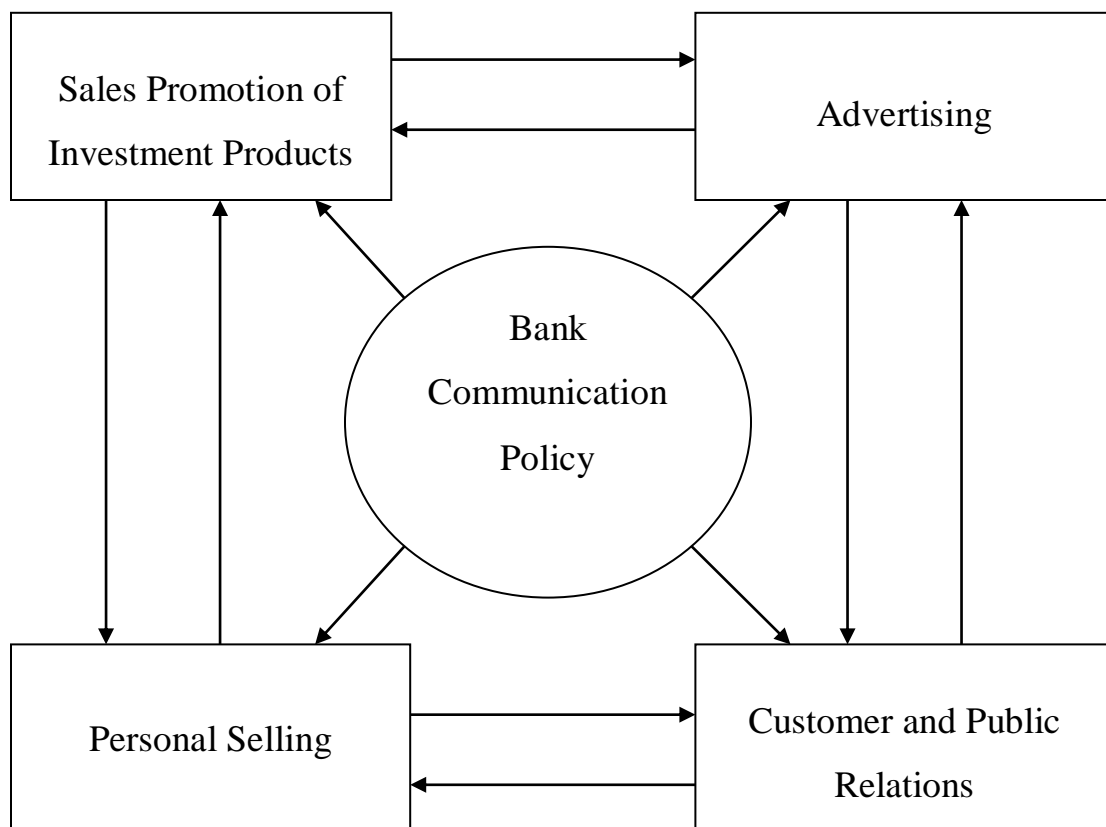 Sales Promotion of
Investment Products
Advertising
Bank
Communication
Policy
Personal Selling
Customer and Public
Relations